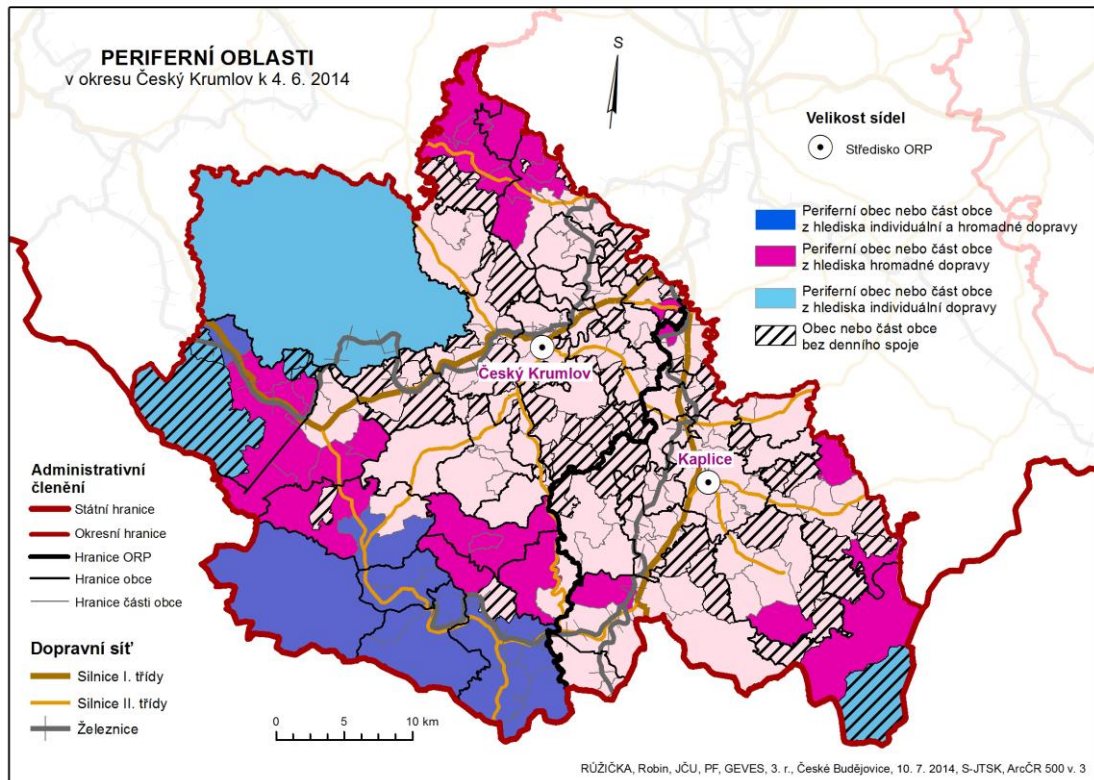 PERIFERNÍ OBLASTI
v okresu Český Krumlov k 4. 6. 2014
S
Velikost sídel
Středisko ORP
Periferní obec nebo část obce
z hlediska individuální a hromadné dopravy
Periferní obec nebo část obce
z hlediska hromadné dopravy
Periferní obec nebo část obce
z hlediska individuální dopravy
Obec nebo část obce
bez denního spoje
Český Krumlov
Kaplice
Administrativní
členění
Státní hranice
Okresní hranice
Hranice ORP
Hranice obce
Hranice části obce
Dopravní síť
Silnice I. třídy
Silnice II. třídy
Železnice
0 5 10 km
RŮŽIČKA, Robin, JČU, PF, GEVES, 3. r., České Budějovice, 10. 7. 2014, S-JTSK, ArcČR 500 v. 3